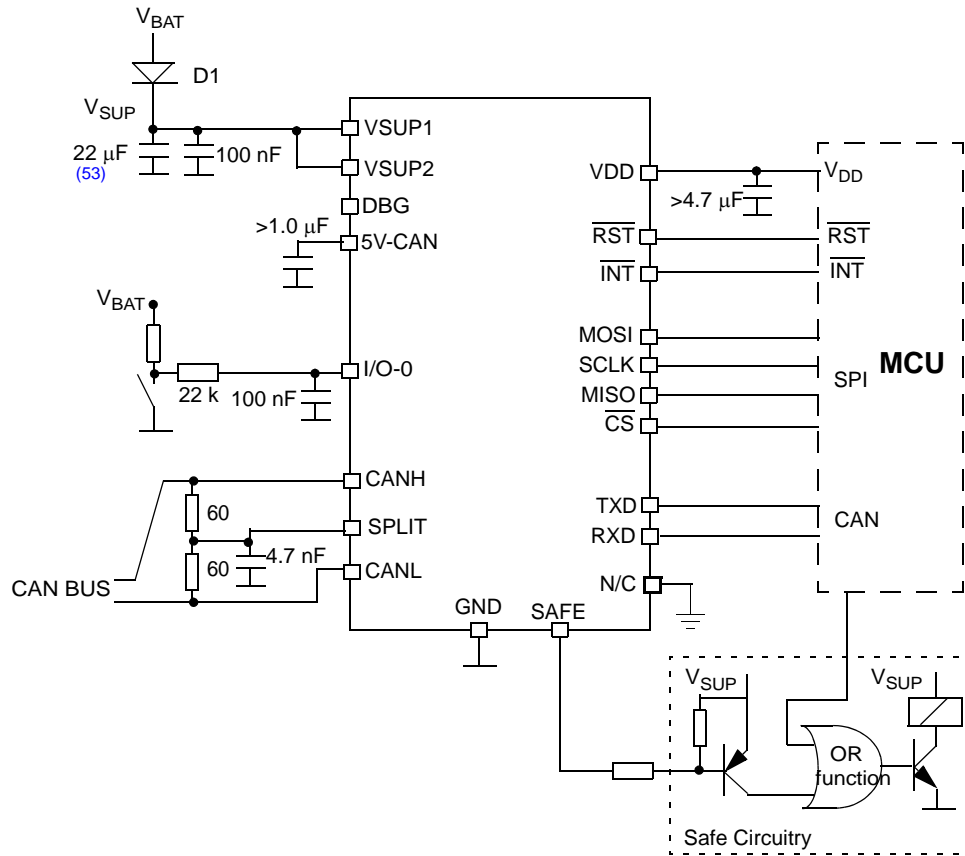 VBAT
D1
VSUP
22 μF
(53)
100 nF
VSUP1
VSUP2
DBG
>1.0 μF
5V-CAN
VBAT
I/O-0
22 k
100 nF
CANH
60
SPLIT
4.7 nF
60
CANL
CAN BUS
GND
SAFE
VDD
VDD
>4.7 μF
RST
RST
INT
INT
MOSI
SCLK
MISO
CS
SPI
MCU
TXD
RXD
CAN
N/C
VSUP
VSUP
OR
function
Safe Circuitry